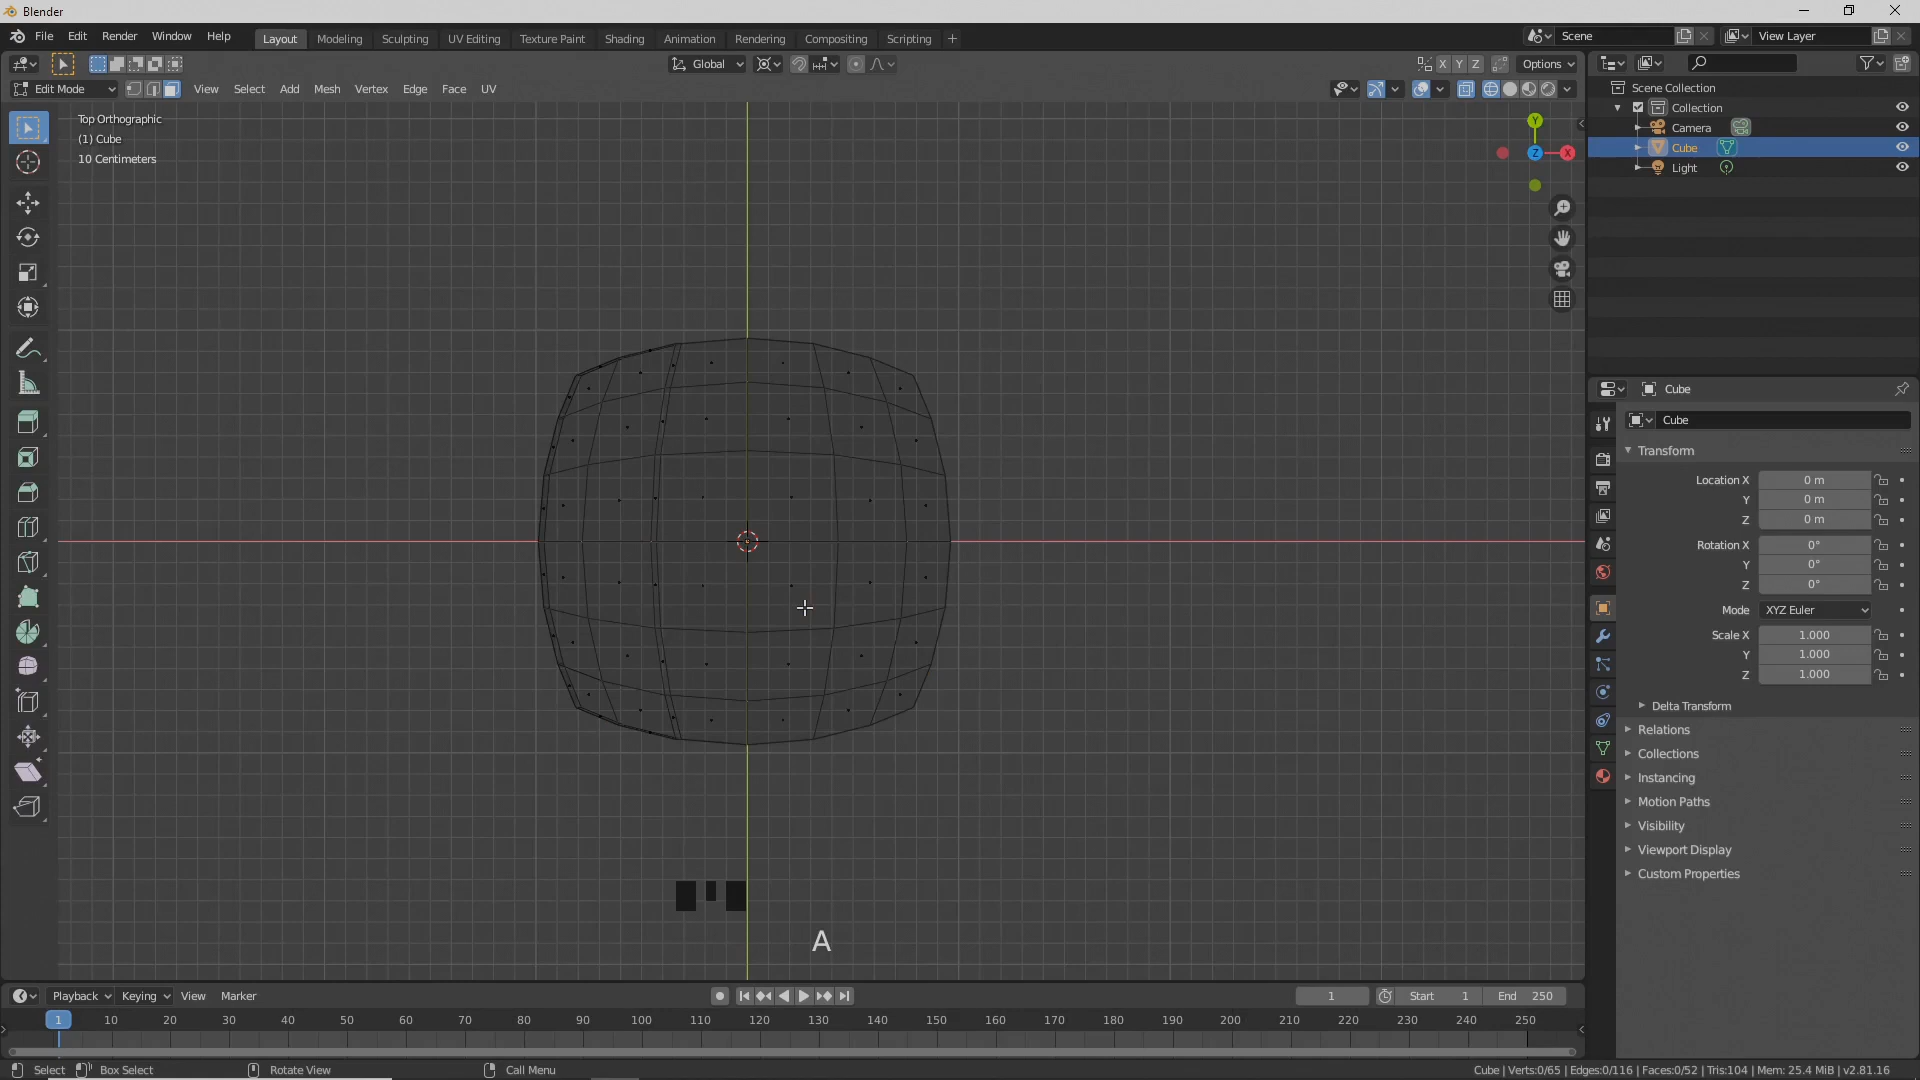 Blender
File Edit Render Window Help Layout Modeling Sculpting UV Editing Texture Paint Shading Animation Rendering Compositing Scripting + Scene View Layer
Global X Y Z Options
Edit Mode View Select Add Mesh Vertex Edge Face UV
Scene Collection
Collection
Camera
Cube
Light
Top Orthographic
(1) Cube
10 Centimeters
Y
Z X
Cube
Cube
Transform
Location X 0 m
Y 0 m
Z 0 m
Rotation X 0°
Y 0°
Z 0°
Mode XYZ Euler
Scale X 1.000
Y 1.000
Z 1.000
Delta Transform
Relations
Collections
Instancing
Motion Paths
Visibility
Viewport Display
Custom Properties
A
Playback Keying View Marker 1 Start 1 End 250
1 10 20 30 40 50 60 70 80 90 100 110 120 130 140 150 160 170 180 190 200 210 220 230 240 250
Select Box Select Rotate View Call Menu Cube | Verts:0/65 | Edges:0/116 | Faces:0/52 | Tris:104 | Mem: 25.4 MiB | v2.81.16